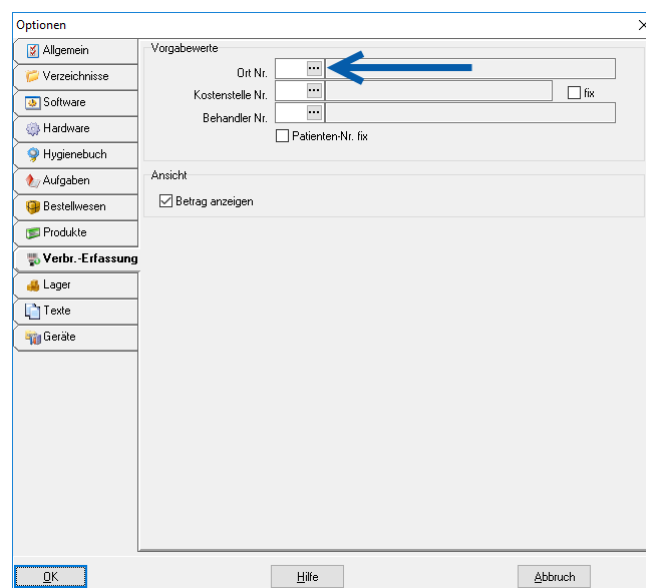 Optionen
Allgemein
Verzeichnisse
Software
Hardware
Hygienebuch
Aufgaben
Bestellwesen
Produkte
Verbr.-Erfassung
Lager
Texte
Geräte
Vorgabewerte
Ort Nr.
Kostenstelle Nr.
fix
Behandler Nr.
Patienten-Nr. fix
Ansicht
Betrag anzeigen
OK
Hilfe
Abbruch